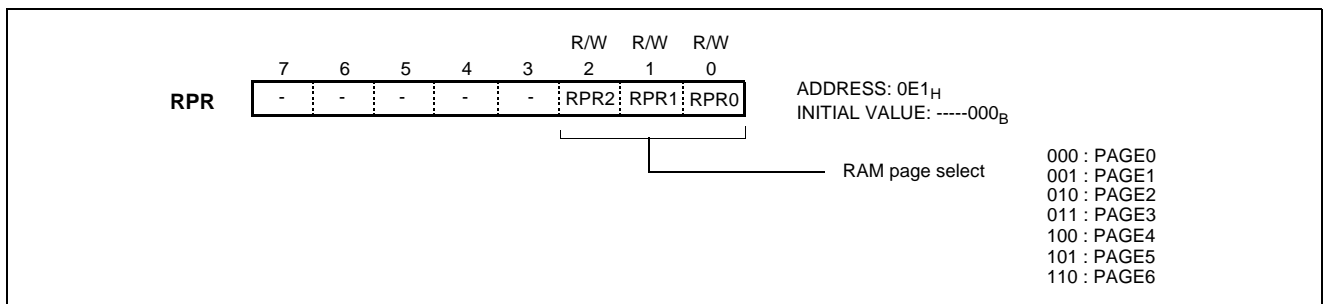 R/W R/W R/W
7 6 5 4 3 2 1 0
RPR - - - - - RPR2 RPR1 RPR0
ADDRESS: 0E1H
INITIAL VALUE: -----000B
RAM page select
000 : PAGE0
001 : PAGE1
010 : PAGE2
011 : PAGE3
100 : PAGE4
101 : PAGE5
110 : PAGE6